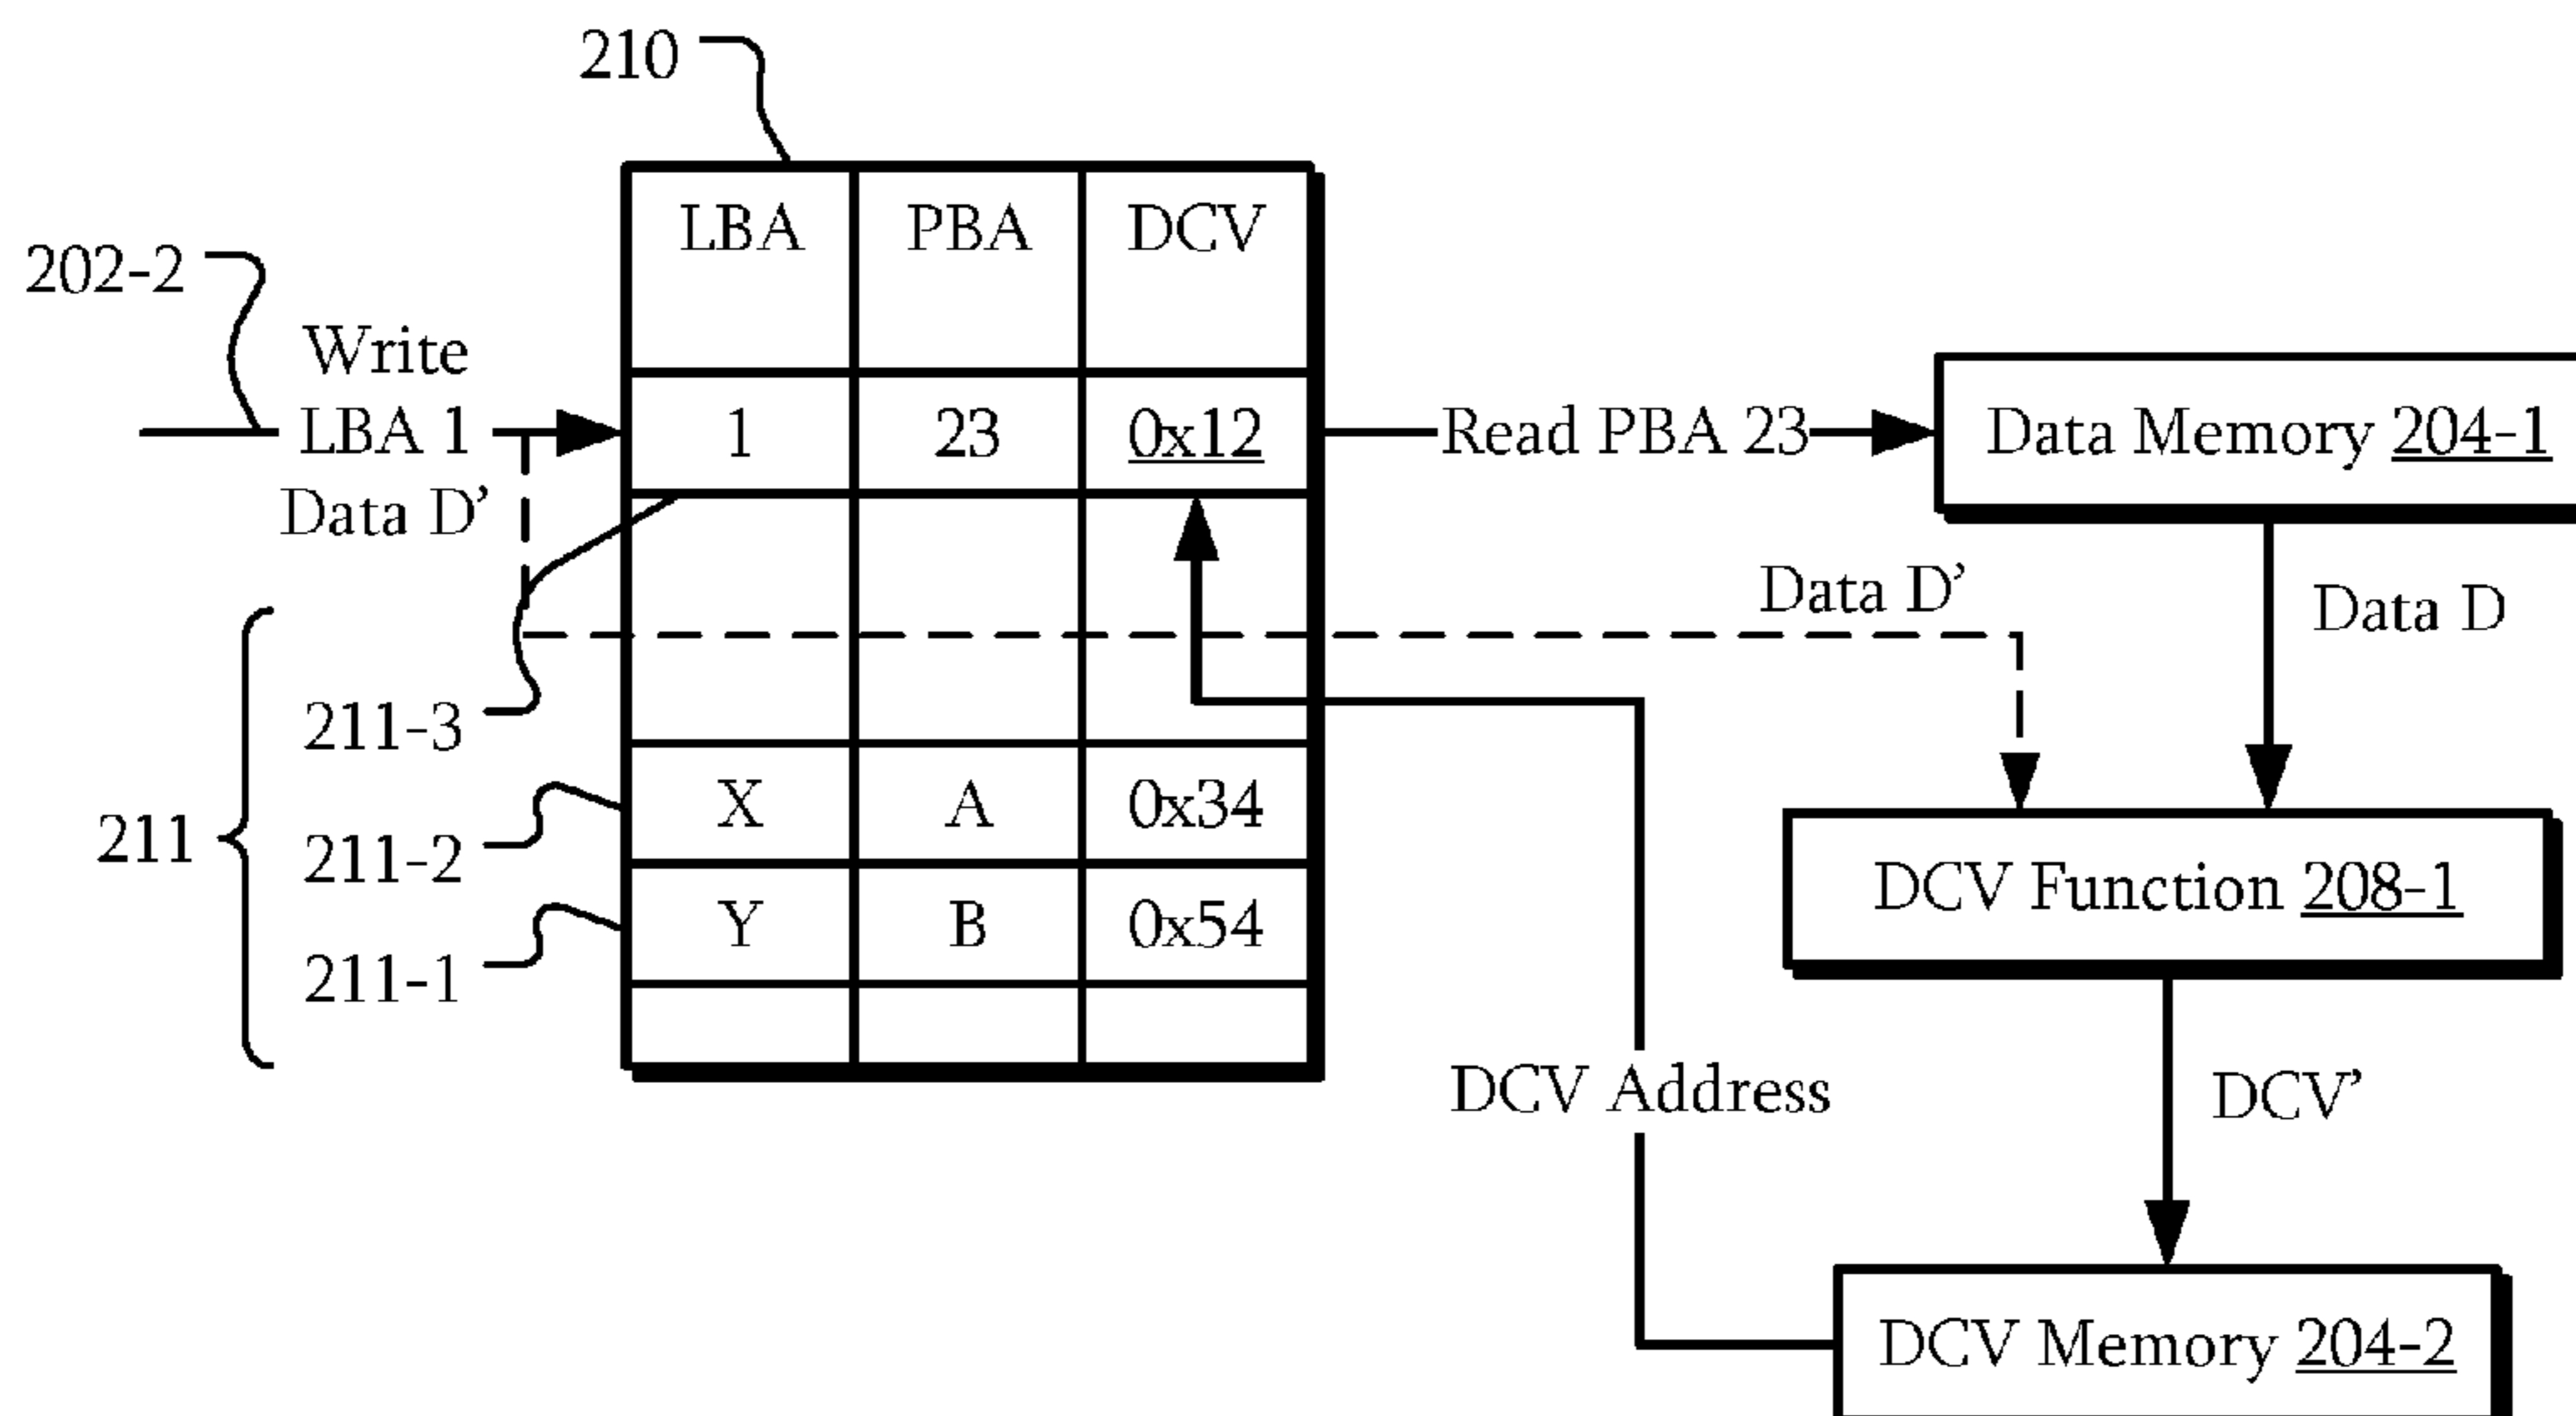 210
202-2
Write
LBA 1
Data D’
LBA PBA DCV
1 23 0x12
X A 0x34
Y B 0x54
211
211-3
211-2
211-1
Read PBA 23
Data Memory 204-1
Data D’
Data D
DCV Function 208-1
DCV’
DCV Address
DCV Memory 204-2